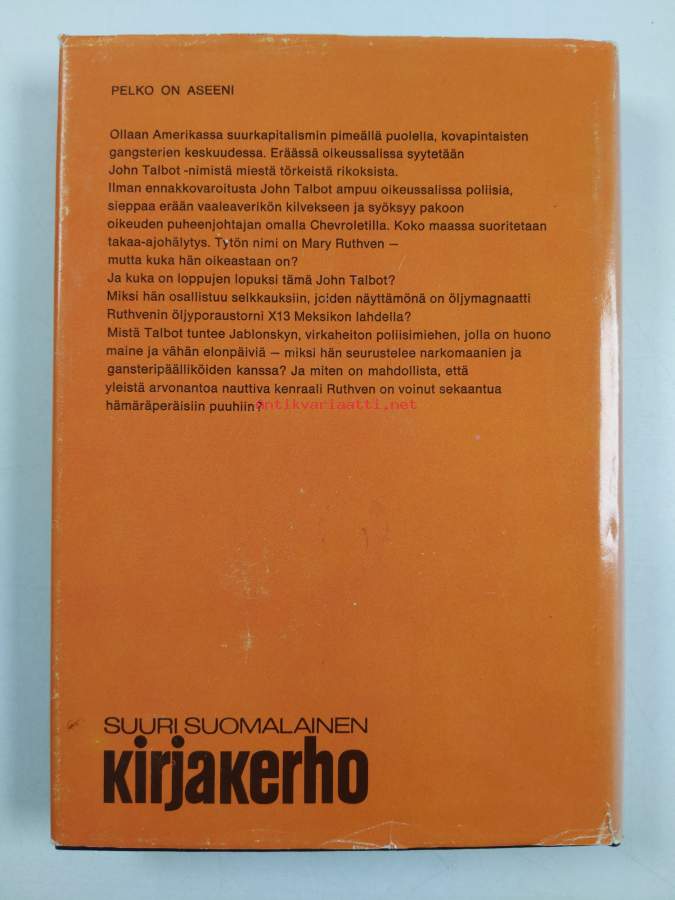 PELKO ON ASEENI
Ollaan Amerikassa suurkapitalismin pimeällä puolella, kovapintaisten
gangsterien keskuudessa. Eräässä oikeussalissa syytetään
John Talbot -nimistä miestä törkeistä rikoksista.
Ilman ennakkovaroitusta John Talbot ampuu oikeussalissa poliisia,
sieppaa erään vaaleaverikön kilvekseen ja syöksyy pakoon
oikeuden puheenjohtajan omalla Chevroletilla. Koko maassa suoritetaan
takaa-ajohälytys. Tytön nimi on Mary Ruthven –
mutta kuka hän oikeastaan on?
Ja kuka on loppujen lopuksi tämä John Talbot?
Miksi hän osallistuu selkkauksiin, joiden näyttämönä on öljymagnaatti
Ruthvenin öljyporaustorni X13 Meksikon lahdella?
Mistä Talbot tuntee Jablonskyn, virkaheiton poliisimiehen, jolla on huono
maine ja vähän elonpäiviä – miksi hän seurustelee narkomaanien ja
gansteripäälliköiden kanssa? Ja miten on mahdollista, että
yleistä arvonantoa nauttiva kenraali Ruthven on voinut sekaantua
hämäräperäisiin puuhiin?
antikvariaatti.net
SUURI SUOMALAINEN
Kirjakerho